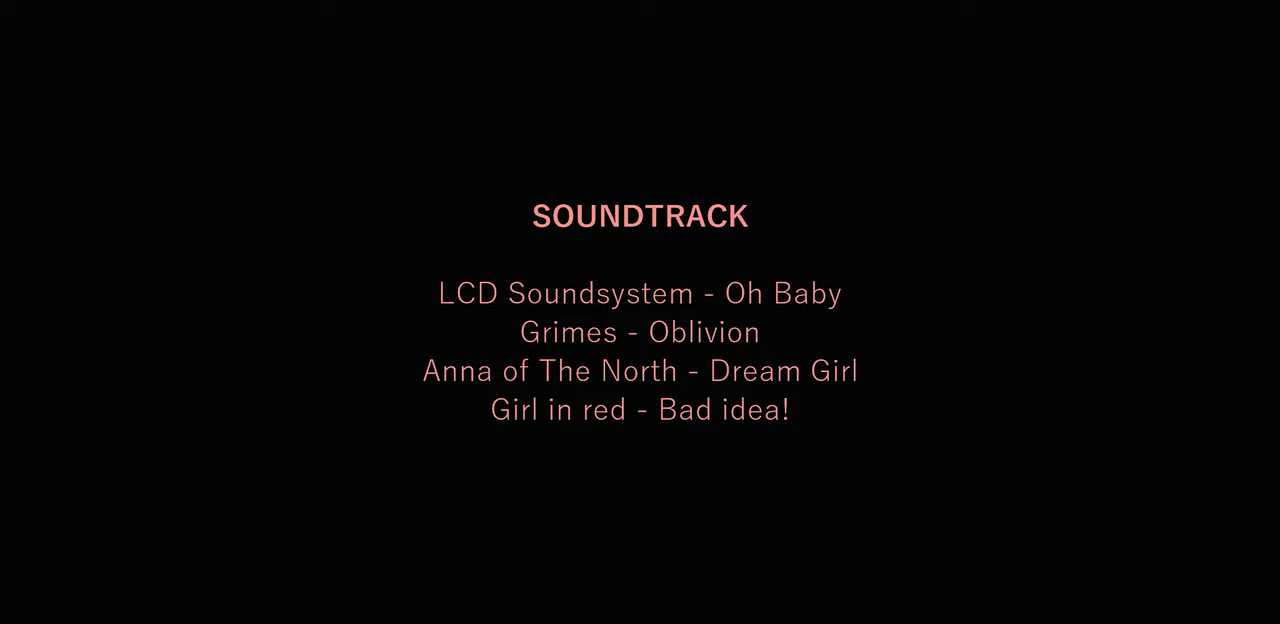 SOUNDTRACK
LCD Soundsystem - Oh Baby
Grimes - Oblivion
Anna of The North - Dream Girl
Girl in red - Bad idea!